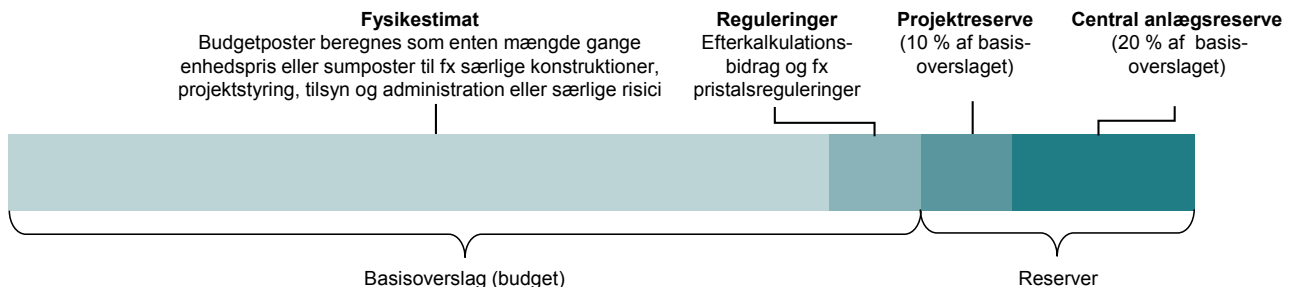 Fysikestimat
Budgetposter beregnes som enten mængde gange
enhedspris eller sumposter til fx særlige konstruktioner,
projektstyring, tilsyn og administration eller særlige risici
Reguleringer
Efterkalkulations-
bidrag og fx
pristalsreguleringer
Projektreserve
(10 % af basis-
overslaget)
Central anlægsreserve
(20 % af basis-
overslaget)
Basisoverslag (budget)
Reserver